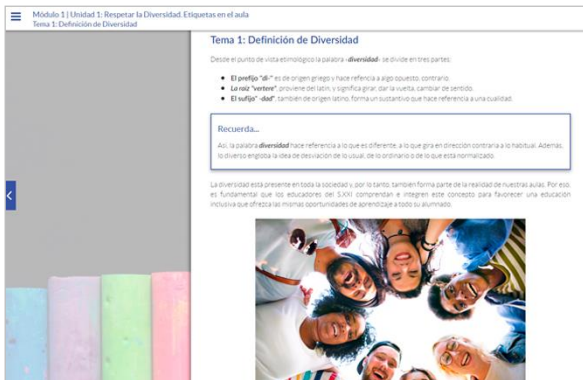 Módulo 1 | Unidad 1: Respetar la Diversidad. Etiquetas en el aula
Tema 1: Definición de Diversidad
Tema 1: Definición de Diversidad
Desde el punto de vista etimológico la palabra «diversidad» se divide en tres partes:
El prefijo "di-" es de origen griego y hace refencia a algo opuesto, contrario.
La raíz "vertere", proviene del latín, y significa girar, dar la vuelta, cambiar de sentido.
El sufijo" -dad", también de origen latino, forma un sustantivo que hace referencia a una cualidad.
Recuerda...
Así, la palabra diversidad hace referencia a lo que es diferente, a lo que gira en dirección contraria a lo habitual. Además,
lo diverso engloba la idea de desviación de lo usual, de lo ordinario o de lo que está normalizado.
La diversidad está presente en toda la sociedad y, por lo tanto, también forma parte de la realidad de nuestras aulas. Por eso,
es fundamental que los educadores del S.XXI comprendan e integren este concepto para favorecer una educación
inclusiva que ofrezca las mismas oportunidades de aprendizaje a todo su alumnado.